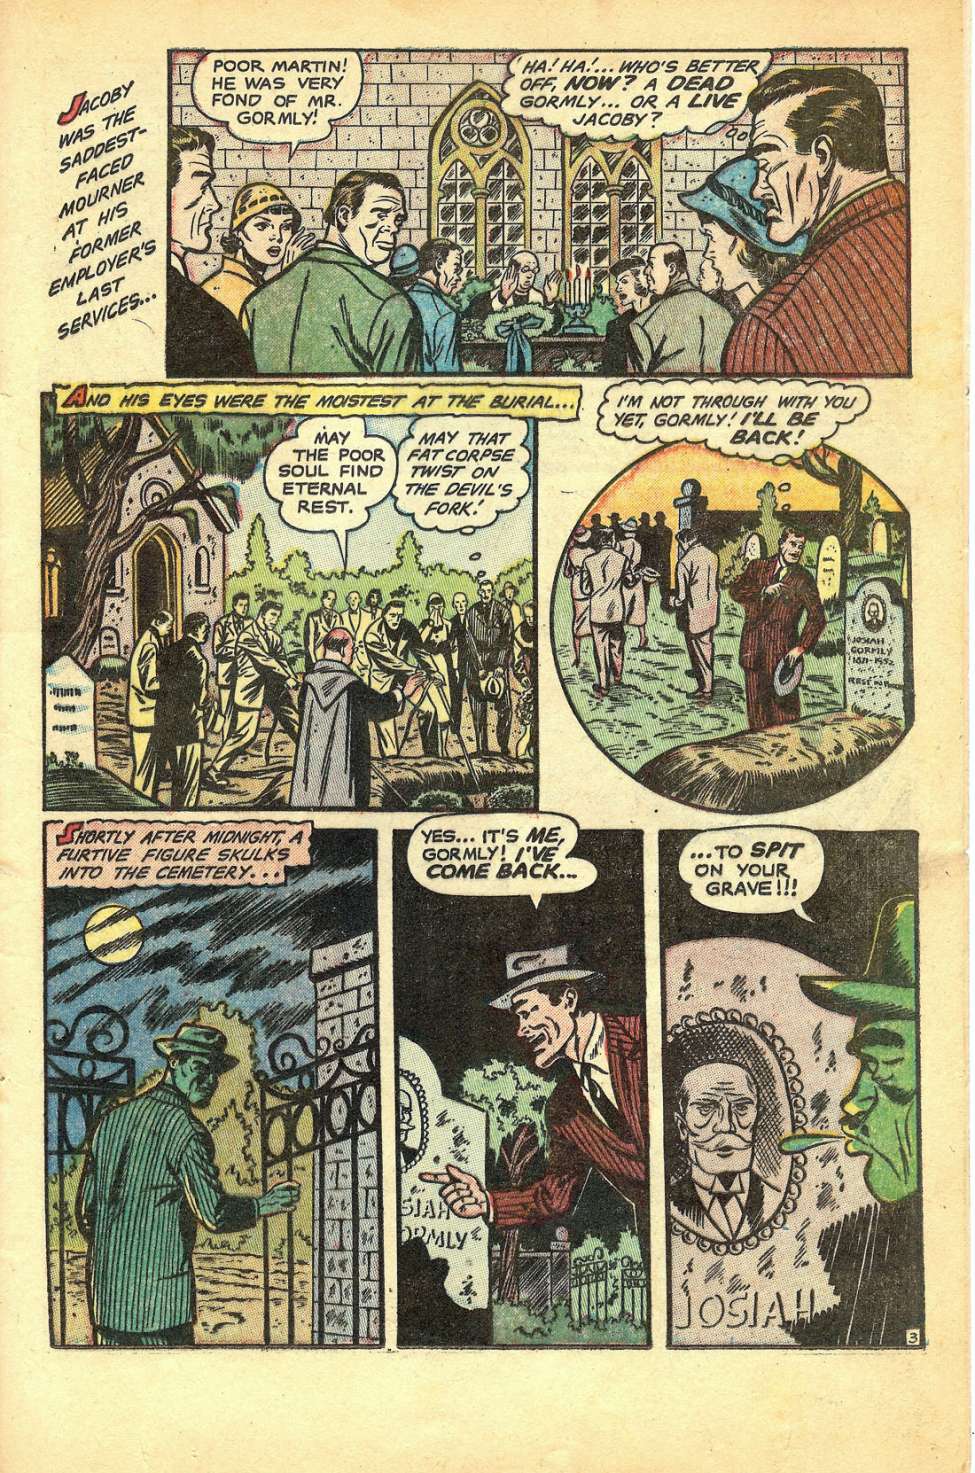 JACOBY
WAS THE
SADDEST-
FACED
MOURNER
AT HIS
FORMER
EMPLOYER'S
LAST
SERVICES...
POOR MARTIN!
HE WAS VERY
FOND OF MR.
GORMLY!
HA! HA!... WHO'S BETTER
OFF, NOW? A DEAD
GORMLY... OR A LIVE
JACOBY?
AND HIS EYES WERE THE MOISTEST AT THE BURIAL...
MAY
THE POOR
SOUL FIND
ETERNAL
REST.
MAY THAT
FAT CORPSE
TWIST ON
THE DEVIL'S
FORK!
I'M NOT THROUGH WITH YOU
YET, GORMLY! I'LL BE
BACK!
JOSIAH
GORMLY
SHORTLY AFTER MIDNIGHT, A
FURTIVE FIGURE SKULKS
INTO THE CEMETERY...
YES... IT'S ME,
GORMLY! I'VE
COME BACK...
SIAH
ORMLY
...TO SPIT
ON YOUR
GRAVE!!!
JOSIAH
3